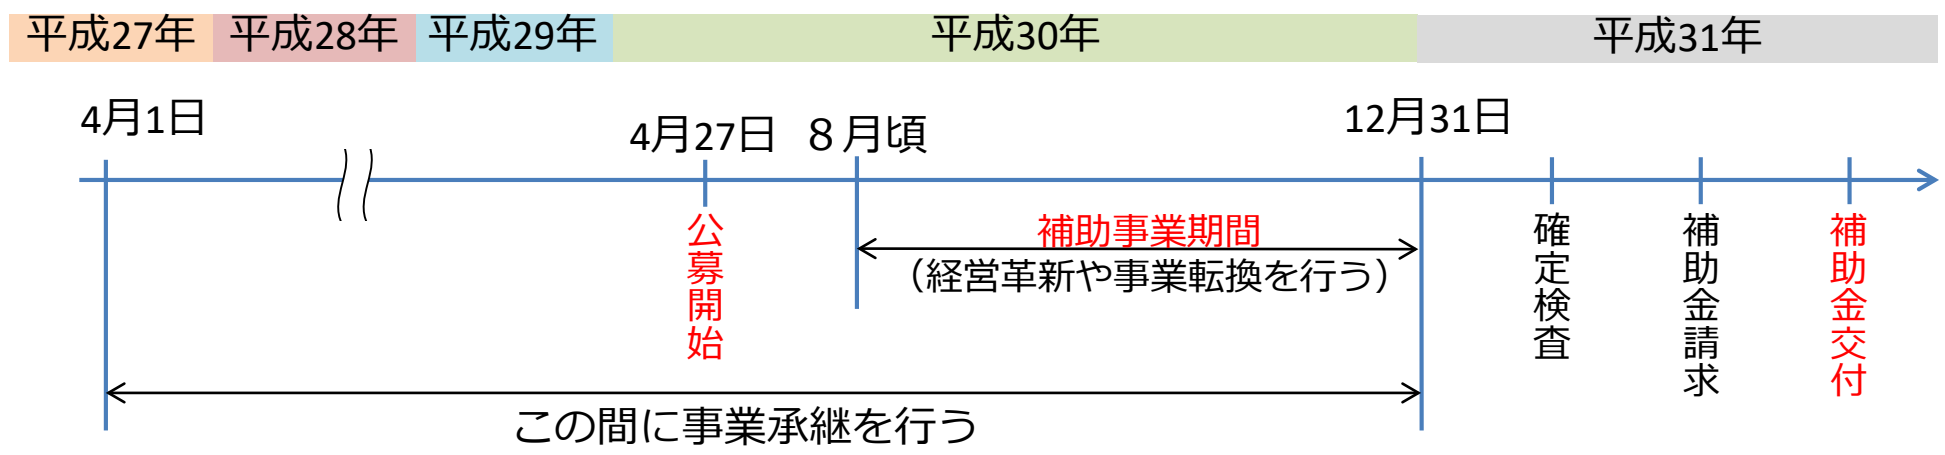 平成27年
平成28年
平成29年
平成30年
平成31年
4月1日
4月27日
８月頃
12月31日
公募開始
補助事業期間
（経営革新や事業転換を行う）
確定検査
補助金請求
補助金交付
この間に事業承継を行う